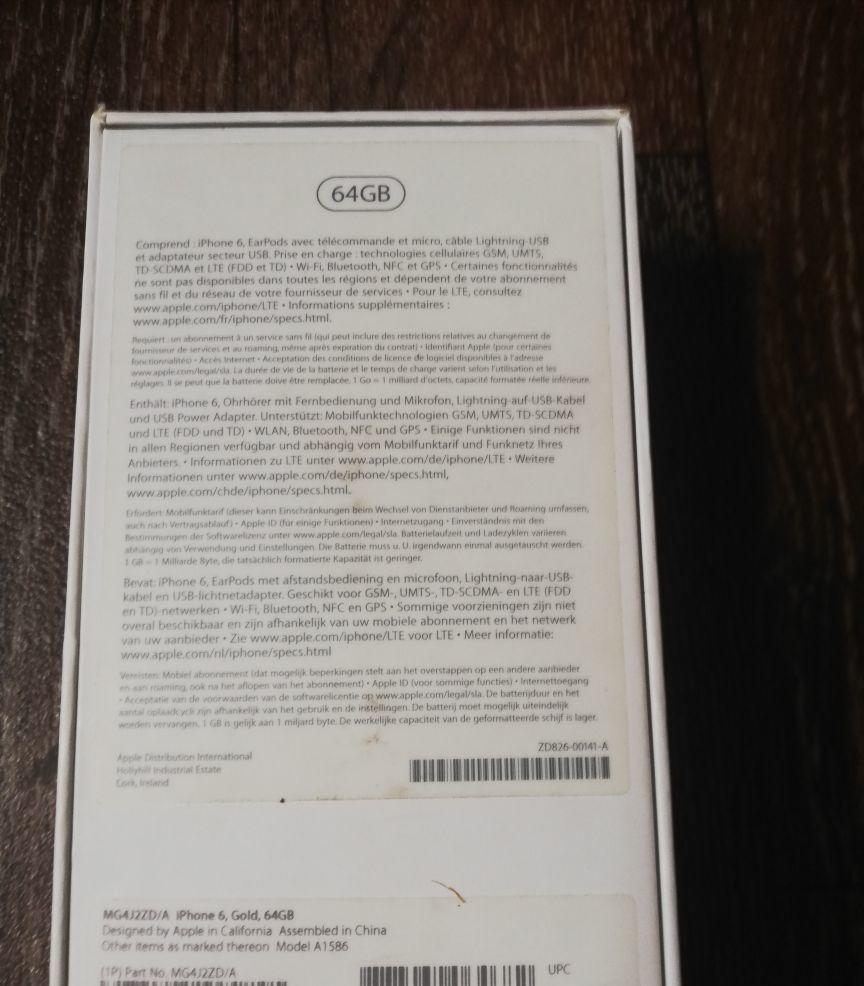 64GB
Comprend : iPhone 6, EarPods avec télécommande et micro, câble Lightning-USB
et adaptateur secteur USB. Prise en charge : technologies cellulaires GSM, UMTS,
TD-SCDMA et LTE (FDD et TD) • Wi-Fi, Bluetooth, NFC et GPS • Certaines fonctionnalités
ne sont pas disponibles dans toutes les régions et dépendent de votre abonnement
sans fil et du réseau de votre fournisseur de services • Pour le LTE, consultez
www.apple.com/iphone/LTE • Informations supplémentaires :
www.apple.com/fr/iphone/specs.html.
Requiert : un abonnement à un service sans fil (qui peut inclure des restrictions relatives au changement de
fournisseur de services et au roaming, même après expiration du contrat) • Identifiant Apple (pour certaines
fonctionnalités) • Accès Internet • Acceptation des conditions de licence de logiciel disponibles à l'adresse
www.apple.com/legal/sla. La durée de vie de la batterie et le temps de charge varient selon l'utilisation et les
réglages. Il se peut que la batterie doive être remplacée. 1 Go = 1 milliard d'octets, capacité formatée réelle inférieure.
Enthält: iPhone 6, Ohrhörer mit Fernbedienung und Mikrofon, Lightning-auf-USB-Kabel
und USB Power Adapter. Unterstützt: Mobilfunktechnologien GSM, UMTS, TD-SCDMA
und LTE (FDD und TD) • WLAN, Bluetooth, NFC und GPS • Einige Funktionen sind nicht
in allen Regionen verfügbar und abhängig vom Mobilfunktarif und Funknetz Ihres
Anbieters. • Informationen zu LTE unter www.apple.com/de/iphone/LTE • Weitere
Informationen unter www.apple.com/de/iphone/specs.html,
www.apple.com/chde/iphone/specs.html.
Erfordert: Mobilfunktarif (dieser kann Einschränkungen beim Wechsel von Dienstanbieter und Roaming umfassen,
auch nach Vertragsablauf) • Apple ID (für einige Funktionen) • Internetzugang • Einverständnis mit den
Bestimmungen der Softwarelizenz unter www.apple.com/legal/sla. Batterielaufzeit und Ladezyklen variieren
abhängig von Verwendung und Einstellungen. Die Batterie muss u. U. irgendwann einmal ausgetauscht werden.
1 GB = 1 Milliarde Byte, die tatsächlich formatierte Kapazität ist geringer.
Bevat: iPhone 6, EarPods met afstandsbediening en microfoon, Lightning-naar-USB-
kabel en USB-lichtnetadapter. Geschikt voor GSM-, UMTS-, TD-SCDMA- en LTE (FDD
en TD)-netwerken • Wi-Fi, Bluetooth, NFC en GPS • Sommige voorzieningen zijn niet
overal beschikbaar en zijn afhankelijk van uw mobiele abonnement en het netwerk
van uw aanbieder • Zie www.apple.com/iphone/LTE voor LTE • Meer informatie:
www.apple.com/nl/iphone/specs.html
Vereisten: Mobiel abonnement (dat mogelijk beperkingen stelt aan het overstappen op een andere aanbieder
en aan roaming, ook na het aflopen van het abonnement) • Apple ID (voor sommige functies) • Internettoegang
• Acceptatie van de voorwaarden van de softwarelicentie op www.apple.com/legal/sla. De batterijduur en het
aantal oplaadcycli zijn afhankelijk van het gebruik en de instellingen. De batterij moet mogelijk uiteindelijk
worden vervangen. 1 GB is gelijk aan 1 miljard byte. De werkelijke capaciteit van de geformatteerde schijf is lager.
ZD826-00141-A
Apple Distribution International
Hollyhill Industrial Estate
Cork, Ireland
MG4J2ZD/A iPhone 6, Gold, 64GB
Designed by Apple in California Assembled in China
Other items as marked thereon Model A1586
(1P) Part No. MG4J2ZD/A
UPC